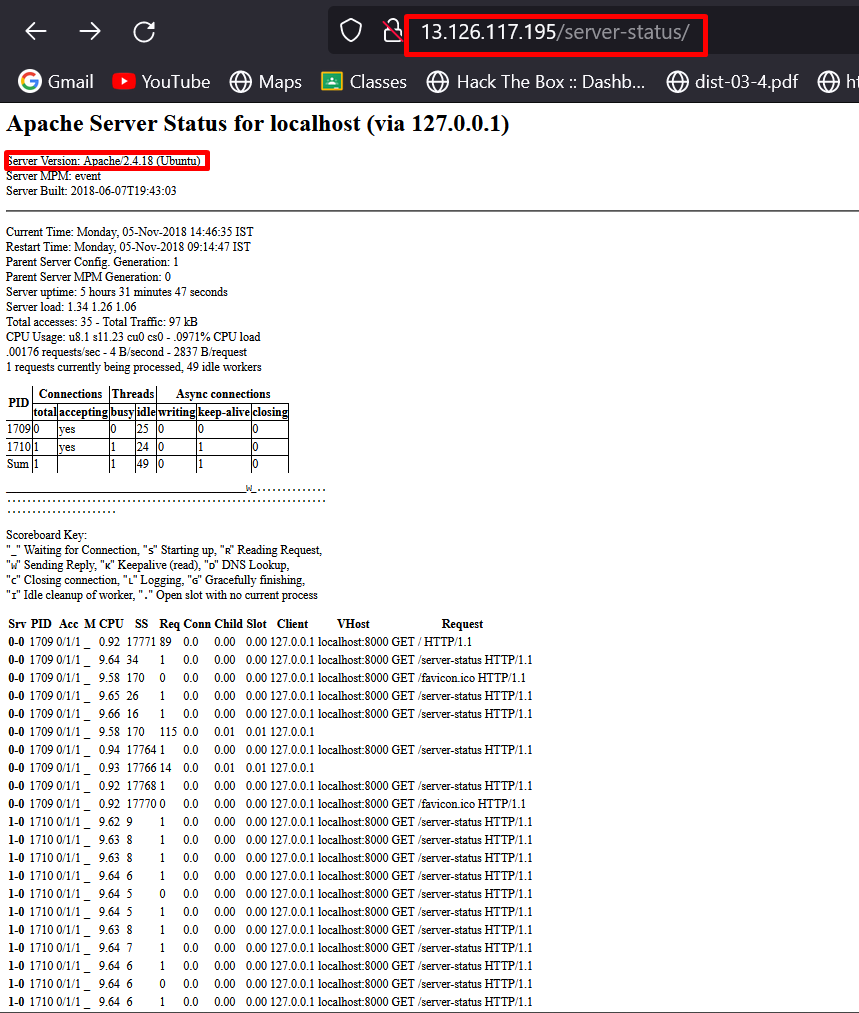 13.126.117.195/server-status/
Gmail YouTube Maps Classes Hack The Box :: Dashb... dist-03-4.pdf ht
Apache Server Status for localhost (via 127.0.0.1)
Server Version: Apache/2.4.18 (Ubuntu)
Server MPM: event
Server Built: 2018-06-07T19:43:03
Current Time: Monday, 05-Nov-2018 14:46:35 IST
Restart Time: Monday, 05-Nov-2018 09:14:47 IST
Parent Server Config. Generation: 1
Parent Server MPM Generation: 0
Server uptime: 5 hours 31 minutes 47 seconds
Server load: 1.34 1.26 1.06
Total accesses: 35 - Total Traffic: 97 kB
CPU Usage: u8.1 s11.23 cu0 cs0 - .0971% CPU load
.00176 requests/sec - 4 B/second - 2837 B/request
1 requests currently being processed, 49 idle workers
PID Connections Threads Async connections
total accepting busy idle writing keep-alive closing
1709 0 yes 0 25 0 0 0
1710 1 yes 1 24 0 1 0
Sum 1 1 49 0 1 0
________________________________________________W_..............
................................................................
......................
Scoreboard Key:
"_" Waiting for Connection, "S" Starting up, "R" Reading Request,
"W" Sending Reply, "K" Keepalive (read), "D" DNS Lookup,
"C" Closing connection, "L" Logging, "G" Gracefully finishing,
"I" Idle cleanup of worker, "." Open slot with no current process
Srv PID Acc M CPU SS Req Conn Child Slot Client VHost Request
0-0 1709 0/1/1 _ 0.92 17771 89 0.0 0.00 0.00 127.0.0.1 localhost:8000 GET / HTTP/1.1
0-0 1709 0/1/1 _ 9.64 34 1 0.0 0.00 0.00 127.0.0.1 localhost:8000 GET /server-status HTTP/1.1
0-0 1709 0/1/1 _ 9.58 170 0 0.0 0.00 0.00 127.0.0.1 localhost:8000 GET /favicon.ico HTTP/1.1
0-0 1709 0/1/1 _ 9.65 26 1 0.0 0.00 0.00 127.0.0.1 localhost:8000 GET /server-status HTTP/1.1
0-0 1709 0/1/1 _ 9.66 16 1 0.0 0.00 0.00 127.0.0.1 localhost:8000 GET /server-status HTTP/1.1
0-0 1709 0/1/1 _ 9.58 170 115 0.0 0.01 0.01 127.0.0.1
0-0 1709 0/1/1 _ 0.94 17764 1 0.0 0.00 0.00 127.0.0.1 localhost:8000 GET /server-status HTTP/1.1
0-0 1709 0/1/1 _ 0.93 17766 14 0.0 0.01 0.01 127.0.0.1
0-0 1709 0/1/1 _ 0.92 17768 1 0.0 0.00 0.00 127.0.0.1 localhost:8000 GET /server-status HTTP/1.1
0-0 1709 0/1/1 _ 0.92 17770 0 0.0 0.00 0.00 127.0.0.1 localhost:8000 GET /favicon.ico HTTP/1.1
1-0 1710 0/1/1 _ 9.62 9 1 0.0 0.00 0.00 127.0.0.1 localhost:8000 GET /server-status HTTP/1.1
1-0 1710 0/1/1 _ 9.63 8 1 0.0 0.00 0.00 127.0.0.1 localhost:8000 GET /server-status HTTP/1.1
1-0 1710 0/1/1 _ 9.63 8 1 0.0 0.00 0.00 127.0.0.1 localhost:8000 GET /server-status HTTP/1.1
1-0 1710 0/1/1 _ 9.64 6 1 0.0 0.00 0.00 127.0.0.1 localhost:8000 GET /server-status HTTP/1.1
1-0 1710 0/1/1 _ 9.64 5 0 0.0 0.00 0.00 127.0.0.1 localhost:8000 GET /server-status HTTP/1.1
1-0 1710 0/1/1 _ 9.64 5 1 0.0 0.00 0.00 127.0.0.1 localhost:8000 GET /server-status HTTP/1.1
1-0 1710 0/1/1 _ 9.63 8 1 0.0 0.00 0.00 127.0.0.1 localhost:8000 GET /server-status HTTP/1.1
1-0 1710 0/1/1 _ 9.64 7 1 0.0 0.00 0.00 127.0.0.1 localhost:8000 GET /server-status HTTP/1.1
1-0 1710 0/1/1 _ 9.64 6 1 0.0 0.00 0.00 127.0.0.1 localhost:8000 GET /server-status HTTP/1.1
1-0 1710 0/1/1 _ 9.64 6 0 0.0 0.00 0.00 127.0.0.1 localhost:8000 GET /server-status HTTP/1.1
1-0 1710 0/1/1 _ 9.64 6 1 0.0 0.00 0.00 127.0.0.1 localhost:8000 GET /server-status HTTP/1.1